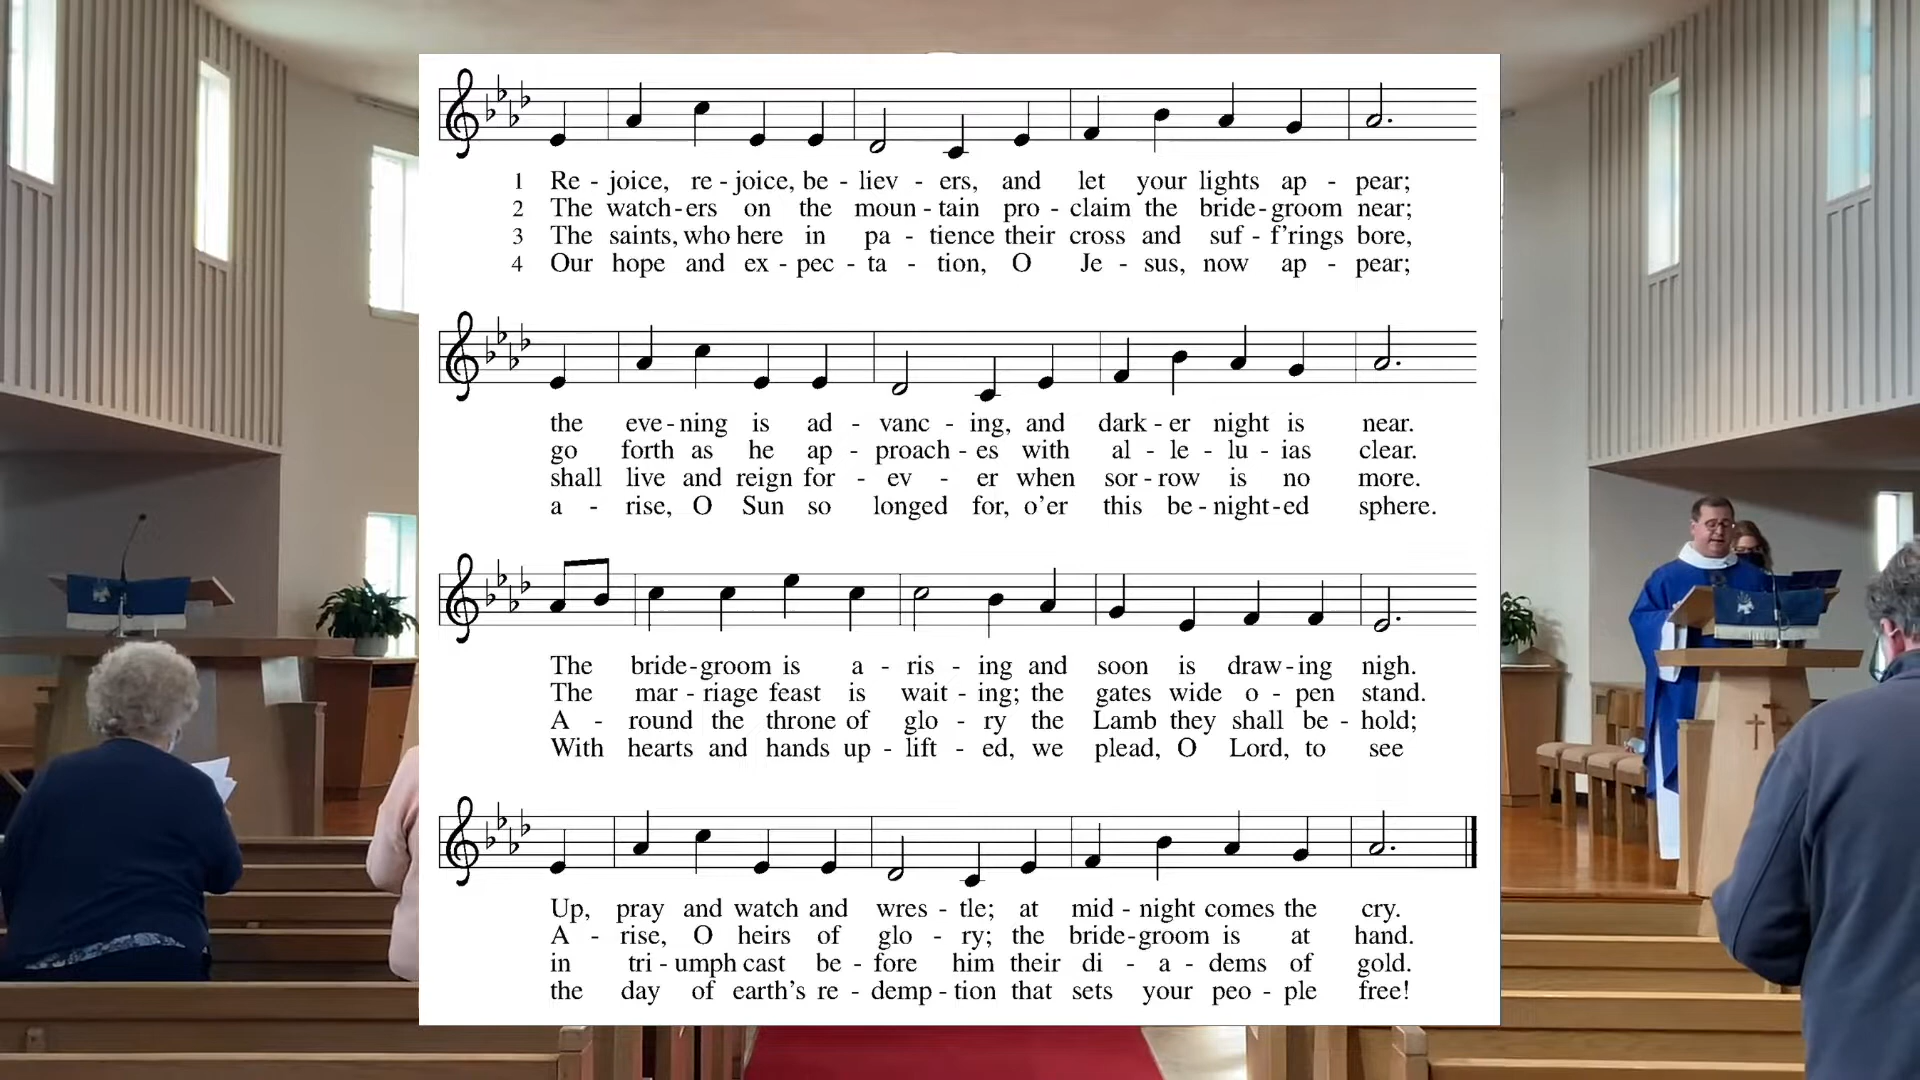 1 Re - joice, re - joice, be - liev - ers, and let your lights ap - pear;
2 The watch - ers on the moun - tain pro - claim the bride - groom near;
3 The saints, who here in pa - tience their cross and suf - f'rings bore,
4 Our hope and ex - pec - ta - tion, O Je - sus, now ap - pear;
the eve - ning is ad - vanc - ing, and dark - er night is near.
go forth as he ap - proach - es with al - le - lu - ias clear.
shall live and reign for - ev - er when sor - row is no more.
a - rise, O Sun so longed for, o'er this be - night - ed sphere.
The bride - groom is a - ris - ing and soon is draw - ing nigh.
The mar - riage feast is wait - ing; the gates wide o - pen stand.
A - round the throne of glo - ry the Lamb they shall be - hold;
With hearts and hands up - lift - ed, we plead, O Lord, to see
Up, pray and watch and wres - tle; at mid - night comes the cry.
A - rise, O heirs of glo - ry; the bride - groom is at hand.
in tri - umph cast be - fore him their di - a - dems of gold.
the day of earth's re - demp - tion that sets your peo - ple free!